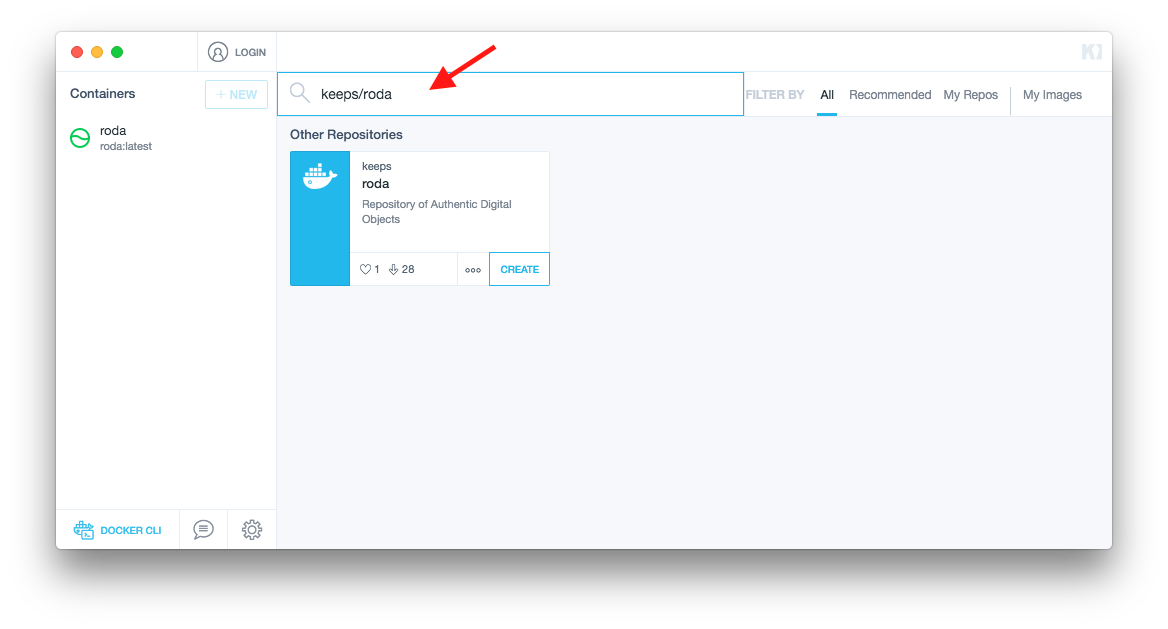 LOGIN
Containers
+ NEW
keeps/roda
FILTER BY
All
Recommended
My Repos
My Images
roda
roda:latest
Other Repositories
keeps
roda
Repository of Authentic Digital
Objects
1
28
CREATE
DOCKER CLI